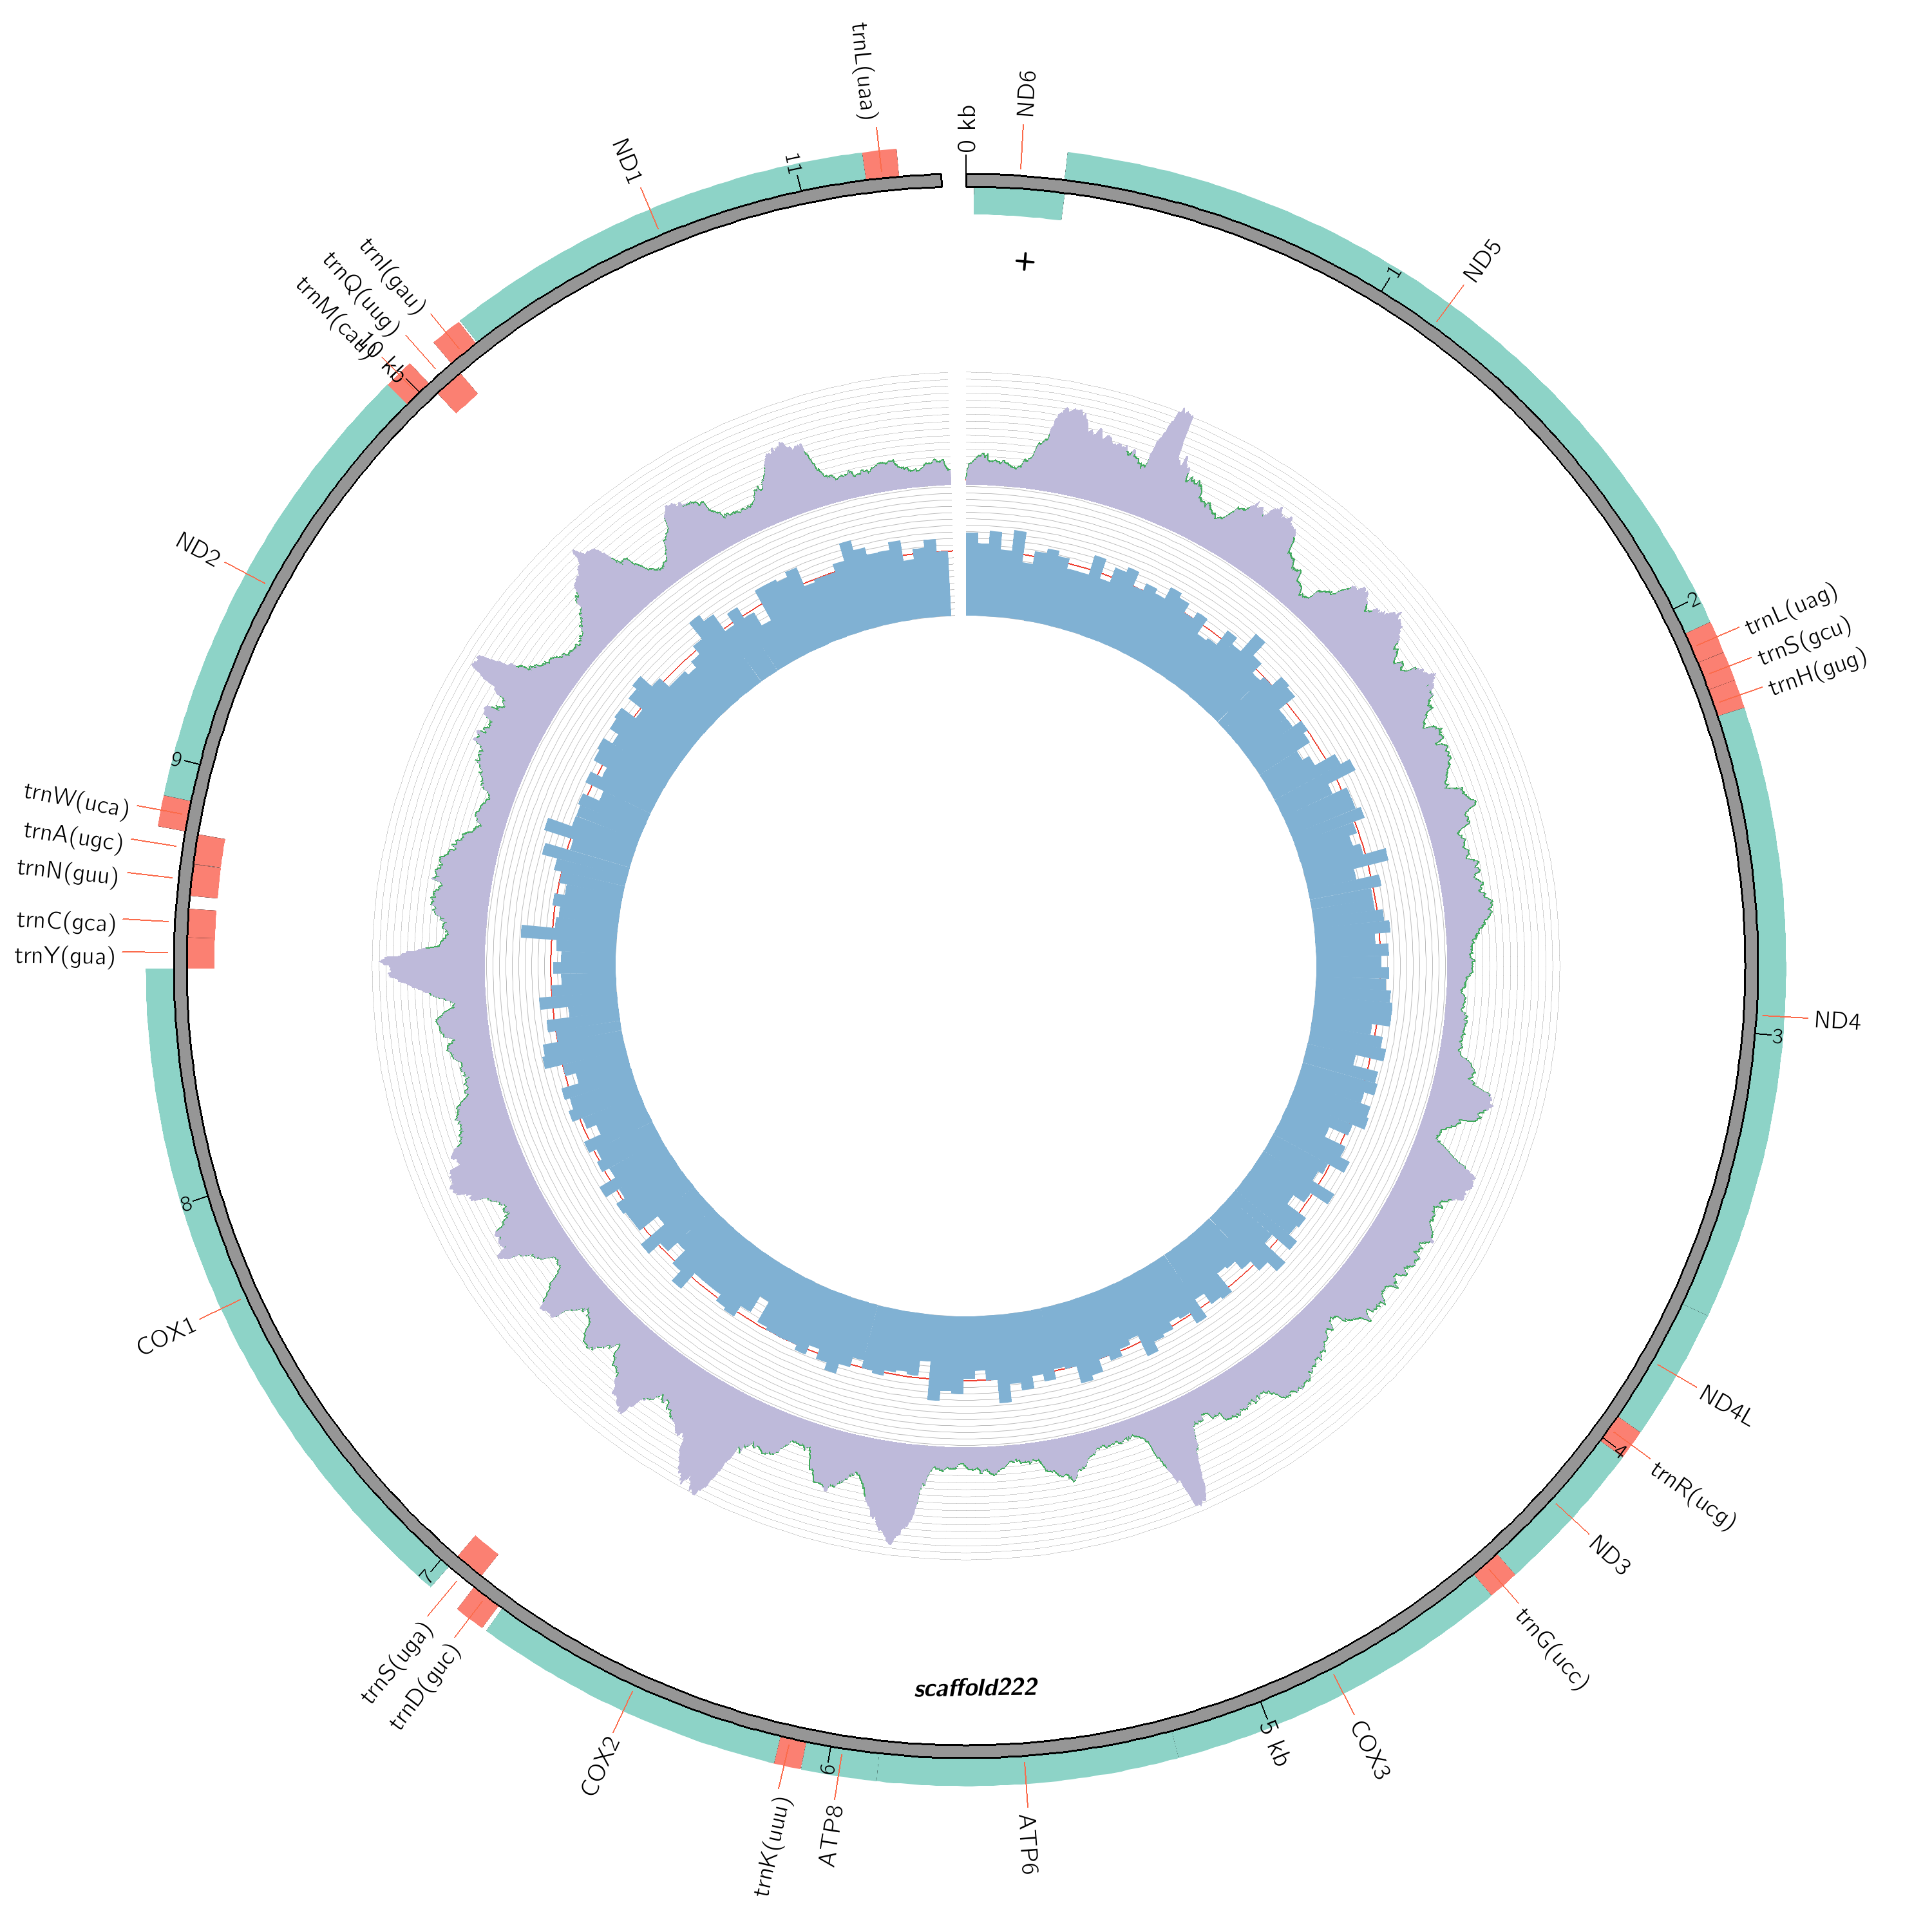 0 kb
ND6
+
1
ND5
2
trnL(uag)
trnS(gcu)
trnH(gug)
ND4
3
ND4L
4
trnR(ucg)
ND3
trnG(ucc)
COX3
5 kb
ATP6
scaffold222
ATP8
6
trnK(uuu)
COX2
trnD(guc)
trnS(uga)
7
COX1
8
trnY(gua)
trnC(gca)
trnN(guu)
trnA(ugc)
trnW(uca)
9
ND2
10 kb
trnM(cau)
trnQ(uug)
trnI(gau)
ND1
11
trnL(uaa)